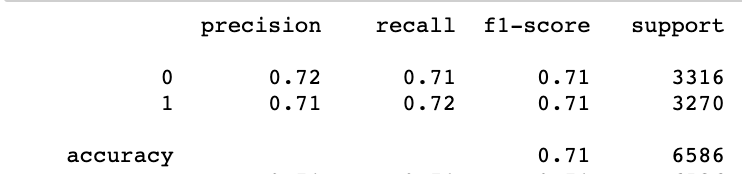 precision recall f1-score support
0 0.72 0.71 0.71 3316
1 0.71 0.72 0.71 3270
accuracy 0.71 6586